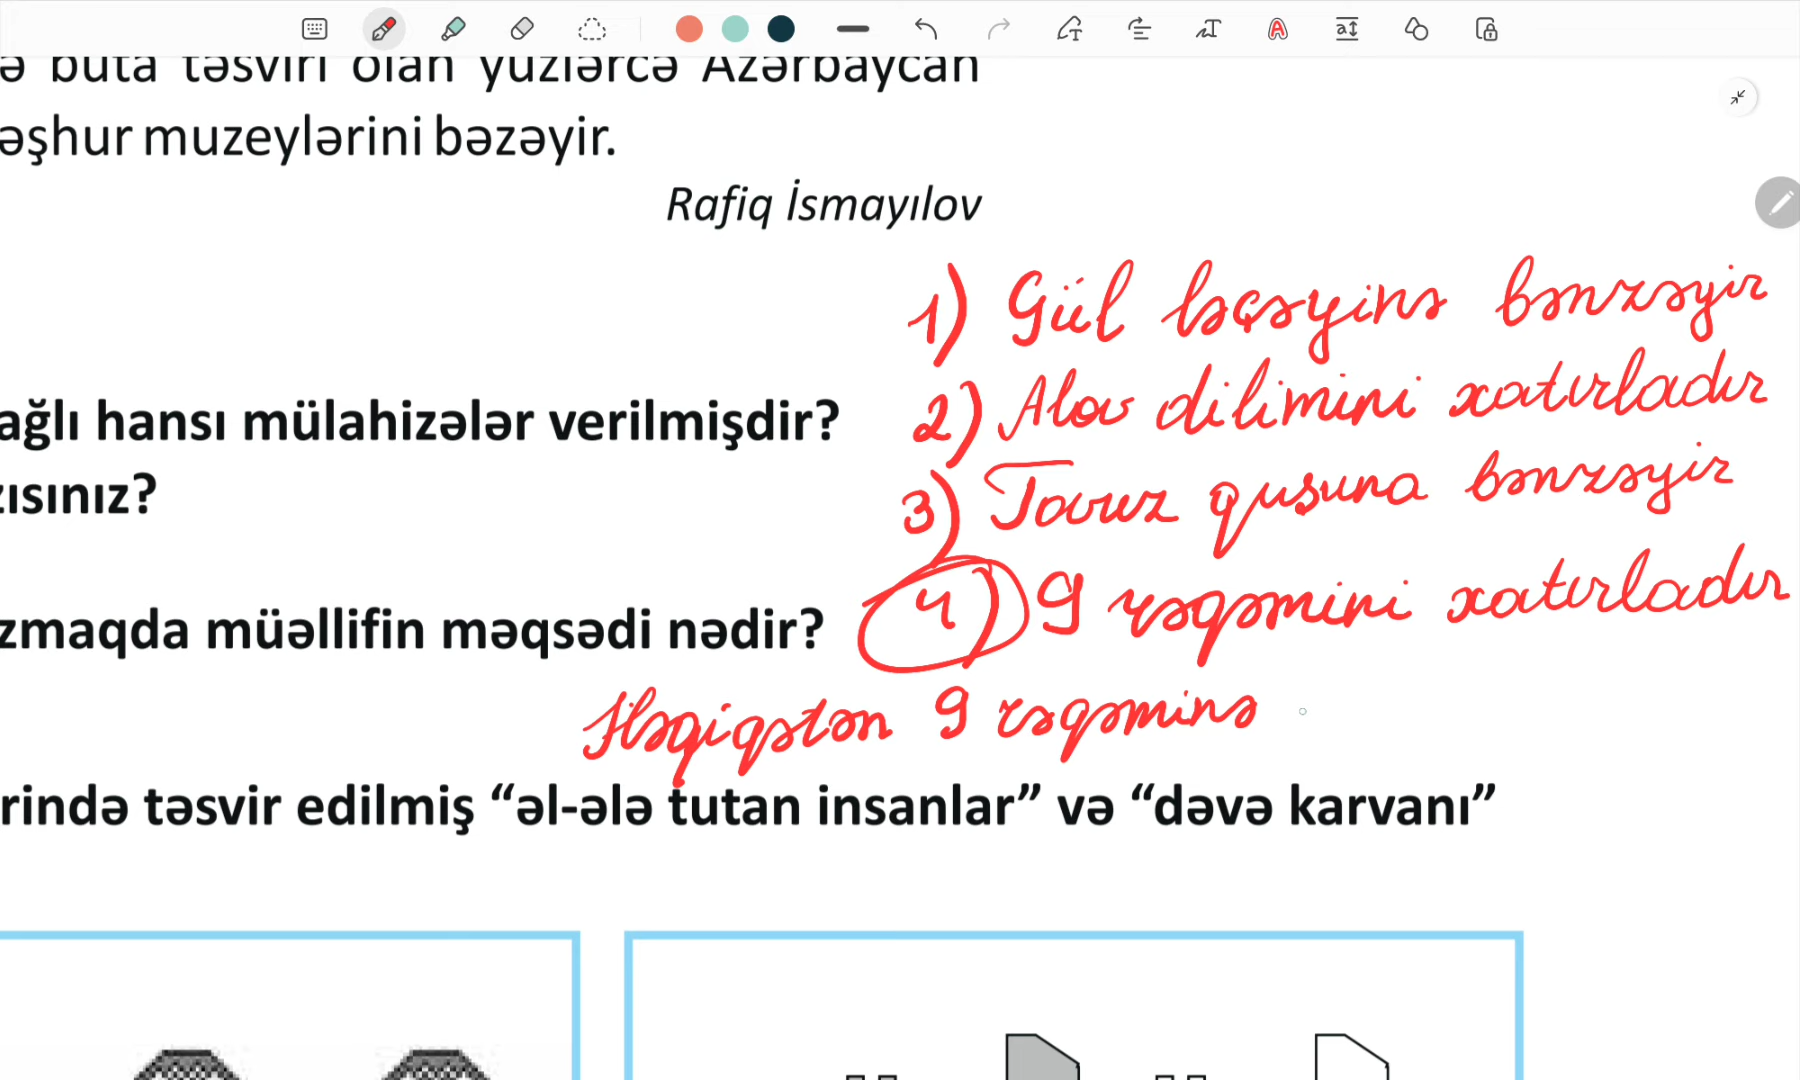 ə buta təsviri olan yüzlərcə Azərbaycan
əşhur muzeylərini bəzəyir.
Rafiq İsmayılov
1) Gül ləçəyinə bənzəyir
ağlı hansı mülahizələr verilmişdir?
2) Alov dilimini xatırladır
zısınız?
3) Tovuz quşuna bənzəyir
zmaqda müəllifin məqsədi nədir?
4) 9 rəqəmini xatırladır
Həqiqətən 9 rəqəminə
rində təsvir edilmiş “əl-ələ tutan insanlar” və “dəvə karvanı”